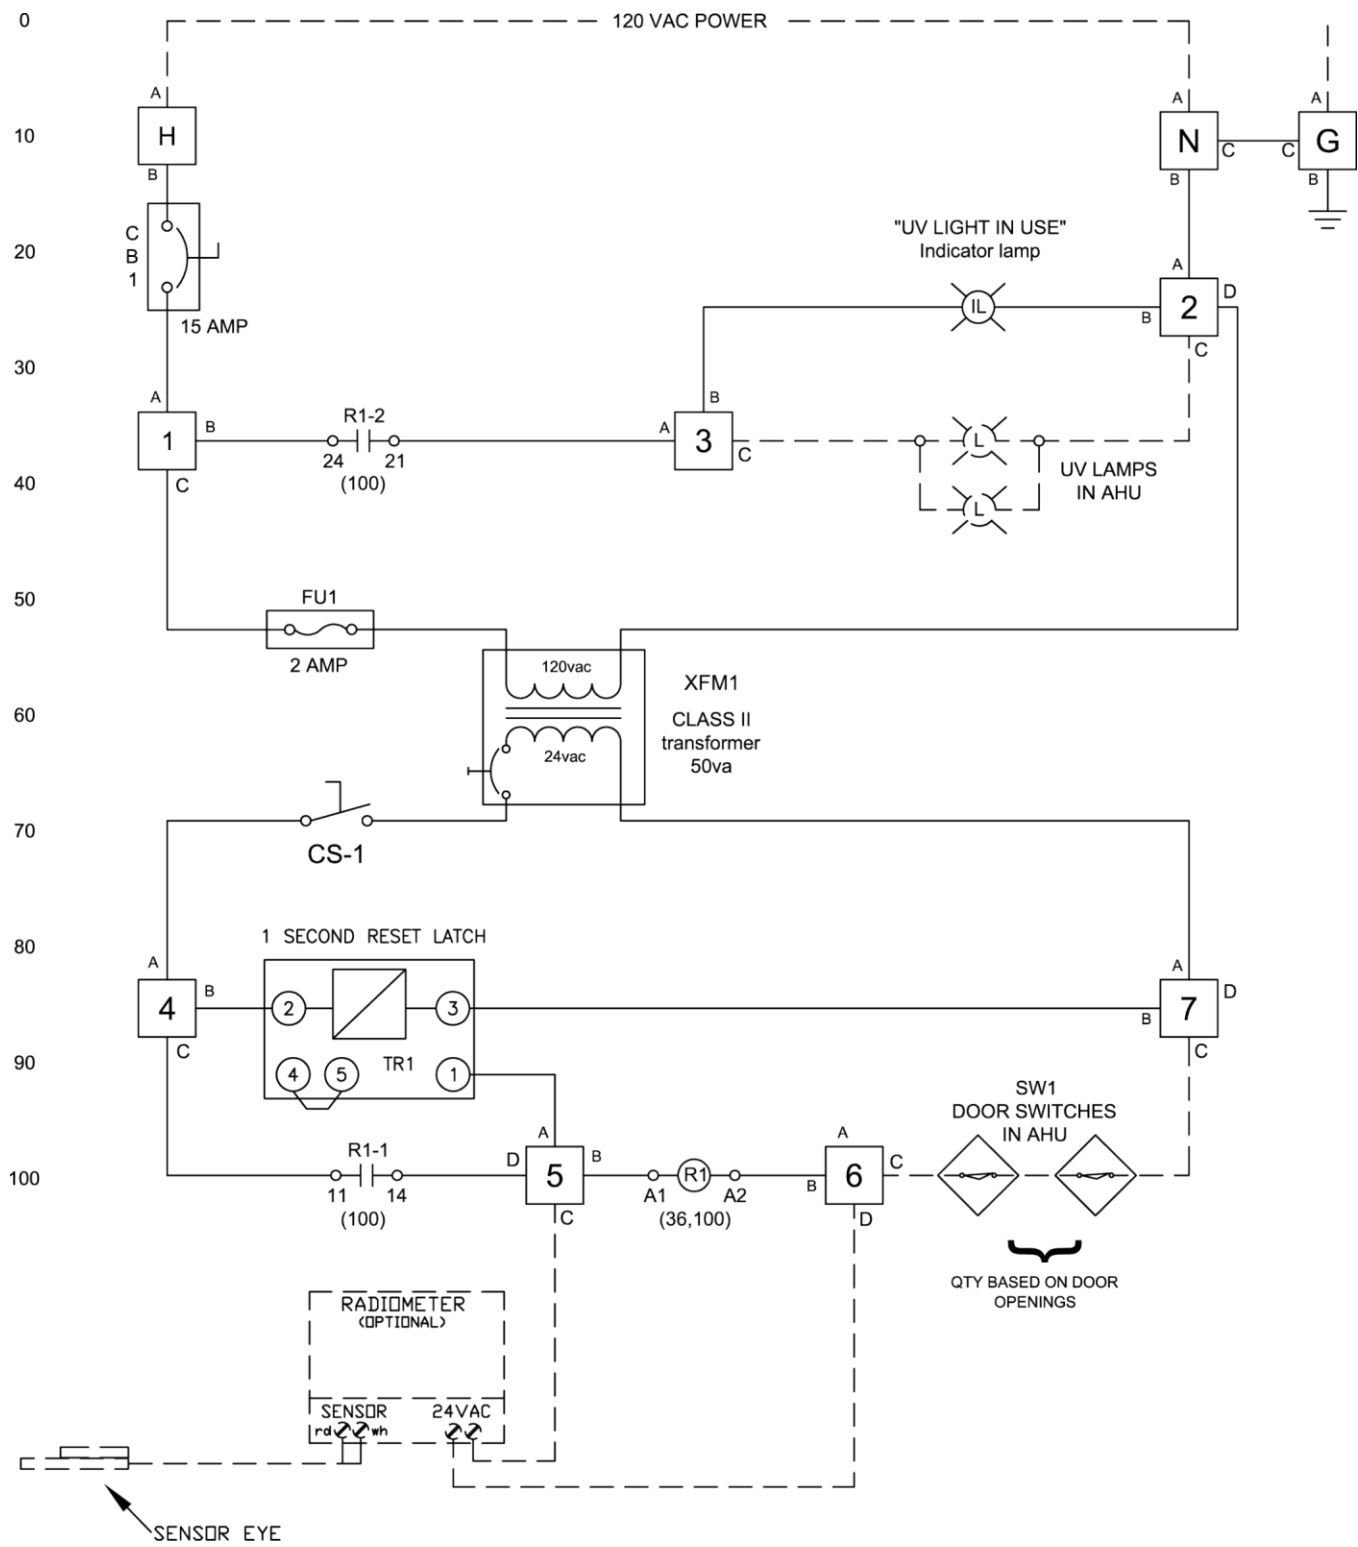 0
120 VAC POWER
A
A
A
10
H
N
C
C
G
B
B
B
C
B
1
"UV LIGHT IN USE"
Indicator lamp
20
A
D
IL
B
2
15 AMP
C
30
A
B
R1-2
B
A
1
3
L
24
21
C
UV LAMPS
IN AHU
40
C
(100)
L
50
FU1
2 AMP
120vac
XFM1
60
CLASS II
transformer
50va
24vac
70
CS-1
80
1 SECOND RESET LATCH
A
A
D
4
B
2
3
B
7
C
C
90
4
5
TR1
1
SW1
DOOR SWITCHES
IN AHU
A
A
100
R1-1
D
5
B
R1
B
6
C
11
14
A1
A2
(100)
C
(36,100)
D
QTY BASED ON DOOR
OPENINGS
RADIOMETER
(OPTIONAL)
SENSOR
24VAC
rd
wh
SENSOR EYE